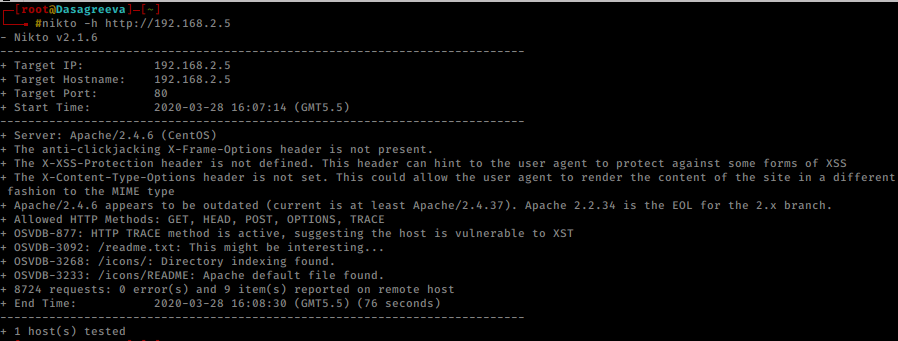 ┌─[root@Dasagreeva]─[~]
└──╼ #nikto -h http://192.168.2.5
- Nikto v2.1.6
---------------------------------------------------------------------------
+ Target IP:          192.168.2.5
+ Target Hostname:    192.168.2.5
+ Target Port:        80
+ Start Time:         2020-03-28 16:07:14 (GMT5.5)
---------------------------------------------------------------------------
+ Server: Apache/2.4.6 (CentOS)
+ The anti-clickjacking X-Frame-Options header is not present.
+ The X-XSS-Protection header is not defined. This header can hint to the user agent to protect against some forms of XSS
+ The X-Content-Type-Options header is not set. This could allow the user agent to render the content of the site in a different
fashion to the MIME type
+ Apache/2.4.6 appears to be outdated (current is at least Apache/2.4.37). Apache 2.2.34 is the EOL for the 2.x branch.
+ Allowed HTTP Methods: GET, HEAD, POST, OPTIONS, TRACE
+ OSVDB-877: HTTP TRACE method is active, suggesting the host is vulnerable to XST
+ OSVDB-3092: /readme.txt: This might be interesting...
+ OSVDB-3268: /icons/: Directory indexing found.
+ OSVDB-3233: /icons/README: Apache default file found.
+ 8724 requests: 0 error(s) and 9 item(s) reported on remote host
+ End Time:           2020-03-28 16:08:30 (GMT5.5) (76 seconds)
---------------------------------------------------------------------------
+ 1 host(s) tested